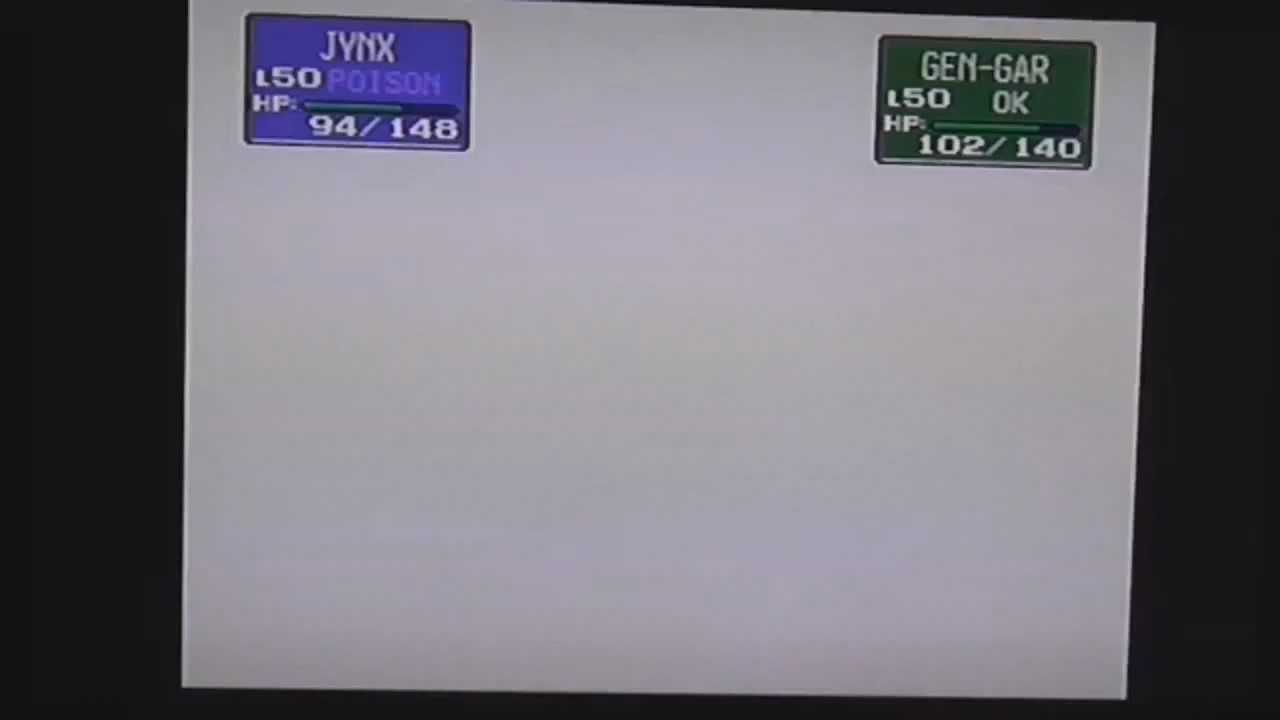 JYNX
L50 POISON
HP:
94/148
GEN-GAR
L50 OK
HP:
102/140